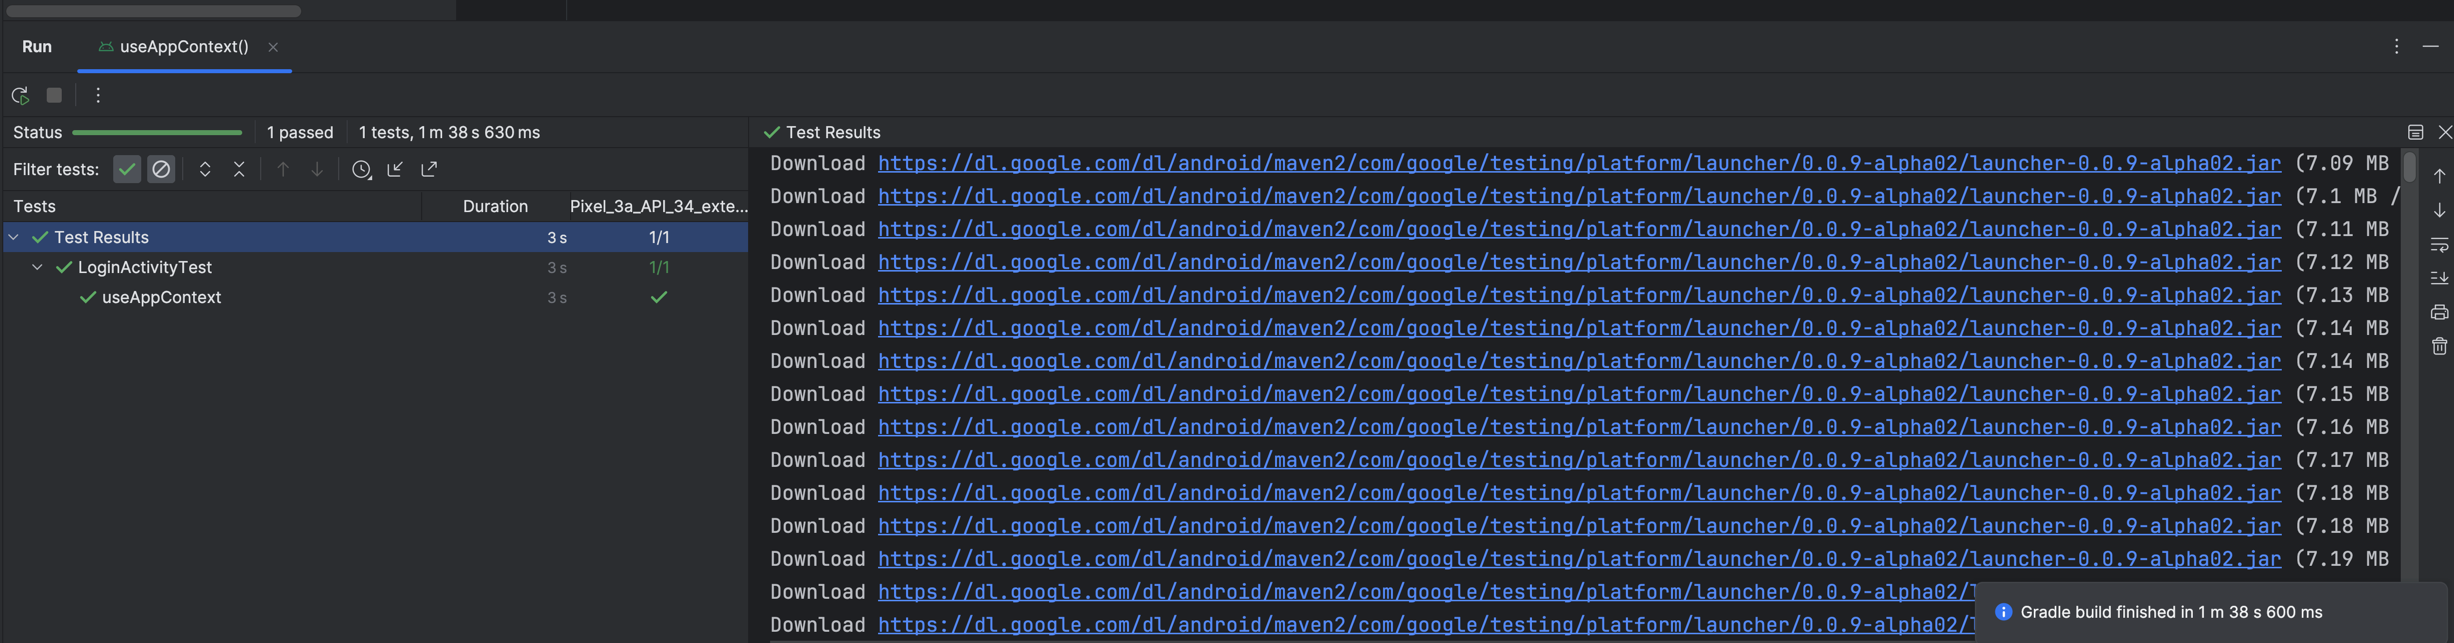 Run
useAppContext()
Status
1 passed
1 tests, 1 m 38 s 630 ms
Filter tests:
Tests
Duration
Pixel_3a_API_34_exte...
Test Results
3 s
1/1
LoginActivityTest
3 s
1/1
useAppContext
3 s
Test Results
Download https://dl.google.com/dl/android/maven2/com/google/testing/platform/launcher/0.0.9-alpha02/launcher-0.0.9-alpha02.jar (7.09 MB
Download https://dl.google.com/dl/android/maven2/com/google/testing/platform/launcher/0.0.9-alpha02/launcher-0.0.9-alpha02.jar (7.1 MB /
Download https://dl.google.com/dl/android/maven2/com/google/testing/platform/launcher/0.0.9-alpha02/launcher-0.0.9-alpha02.jar (7.11 MB
Download https://dl.google.com/dl/android/maven2/com/google/testing/platform/launcher/0.0.9-alpha02/launcher-0.0.9-alpha02.jar (7.12 MB
Download https://dl.google.com/dl/android/maven2/com/google/testing/platform/launcher/0.0.9-alpha02/launcher-0.0.9-alpha02.jar (7.13 MB
Download https://dl.google.com/dl/android/maven2/com/google/testing/platform/launcher/0.0.9-alpha02/launcher-0.0.9-alpha02.jar (7.14 MB
Download https://dl.google.com/dl/android/maven2/com/google/testing/platform/launcher/0.0.9-alpha02/launcher-0.0.9-alpha02.jar (7.14 MB
Download https://dl.google.com/dl/android/maven2/com/google/testing/platform/launcher/0.0.9-alpha02/launcher-0.0.9-alpha02.jar (7.15 MB
Download https://dl.google.com/dl/android/maven2/com/google/testing/platform/launcher/0.0.9-alpha02/launcher-0.0.9-alpha02.jar (7.16 MB
Download https://dl.google.com/dl/android/maven2/com/google/testing/platform/launcher/0.0.9-alpha02/launcher-0.0.9-alpha02.jar (7.17 MB
Download https://dl.google.com/dl/android/maven2/com/google/testing/platform/launcher/0.0.9-alpha02/launcher-0.0.9-alpha02.jar (7.18 MB
Download https://dl.google.com/dl/android/maven2/com/google/testing/platform/launcher/0.0.9-alpha02/launcher-0.0.9-alpha02.jar (7.18 MB
Download https://dl.google.com/dl/android/maven2/com/google/testing/platform/launcher/0.0.9-alpha02/launcher-0.0.9-alpha02.jar (7.19 MB
Download https://dl.google.com/dl/android/maven2/com/google/testing/platform/launcher/0.0.9-alpha02/
Download https://dl.google.com/dl/android/maven2/com/google/testing/platform/launcher/0.0.9-alpha02/
Gradle build finished in 1 m 38 s 600 ms